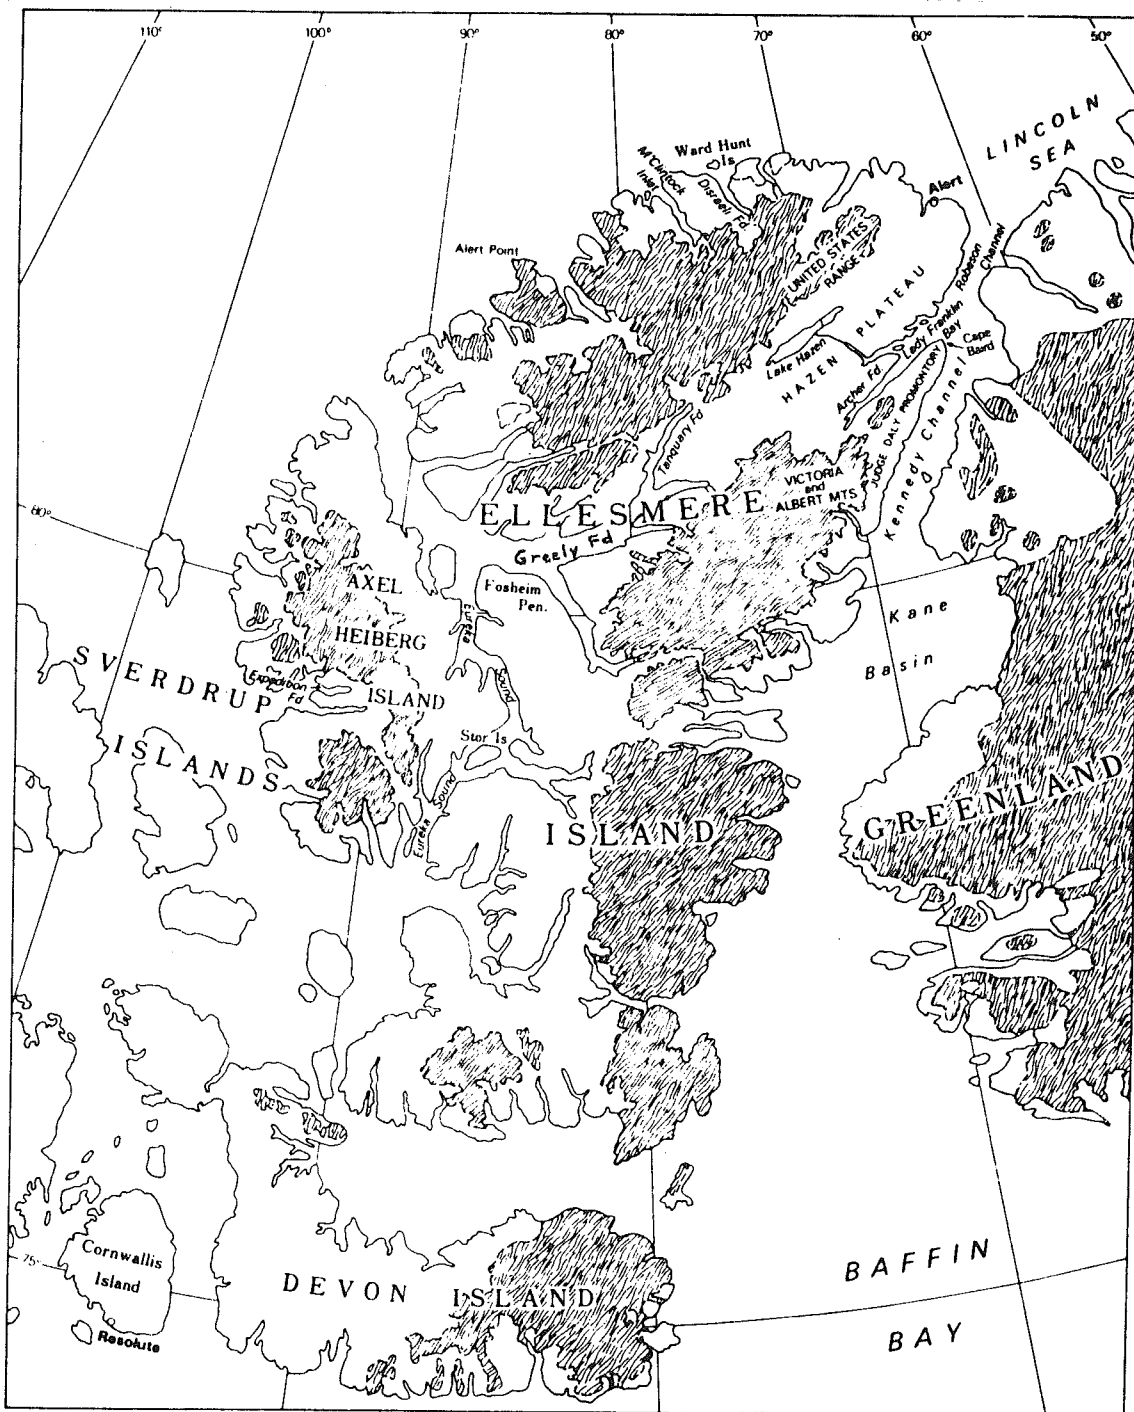 110°
100°
90°
80°
70°
60°
50°
LINCOLN
SEA
Ward Hunt
Is
M'Clintock
Inlet
Disraeli Fd
Alert
Alert Point
UNITED STATES
RANGE
Robeson
Channel
PLATEAU
HAZEN
Lake Hazen
Lady Franklin
Bay
Cape
Baird
Archer Fd
JUDGE DALY PROMONTORY
Kennedy Channel
Tanquary Fd
VICTORIA
and
ALBERT MTS
ELLESMERE
Greely Fd
80°
AXEL
HEIBERG
ISLAND
Fosheim
Pen.
Eureka
Sound
Kane
Basin
SVERDRUP
ISLANDS
Expedition
Fd
Stor Is
Eureka Sound
ISLAND
GREENLAND
75°
Cornwallis
Island
Resolute
DEVON ISLAND
BAFFIN
BAY